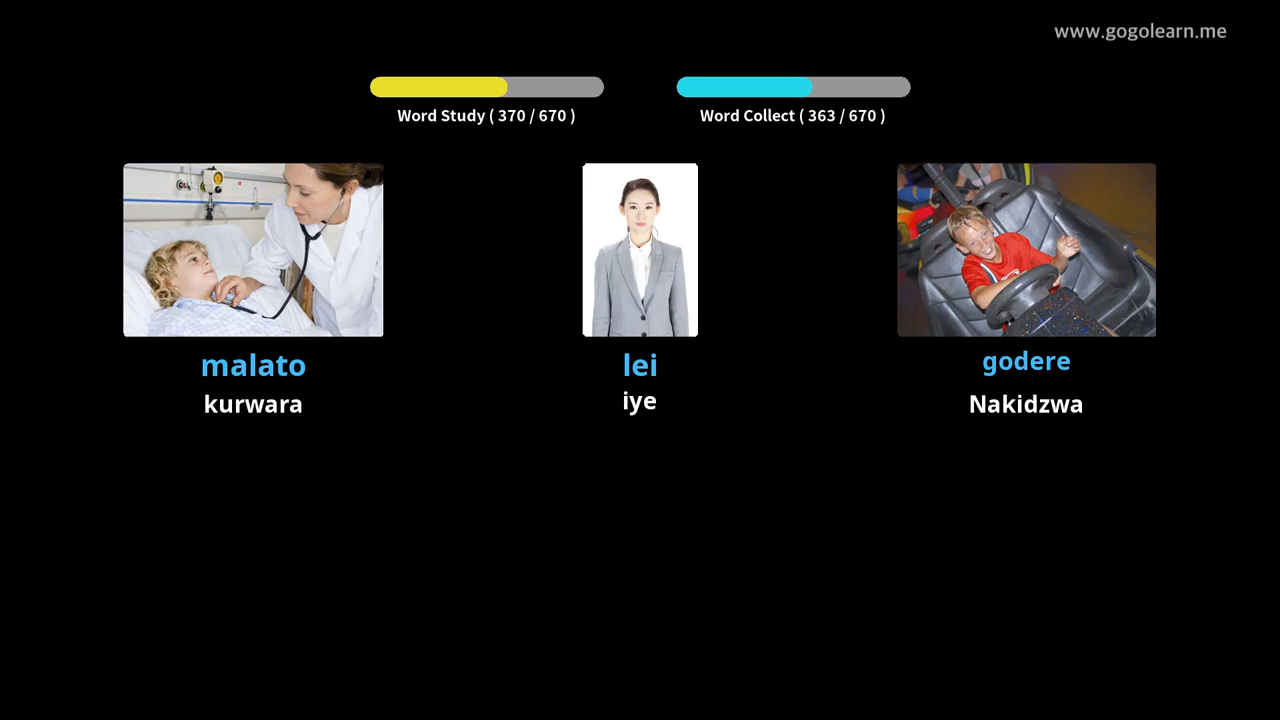 www.gogolearn.me
Word Study ( 370 / 670 )
Word Collect ( 363 / 670 )
malato
kurwara
lei
iye
godere
Nakidzwa